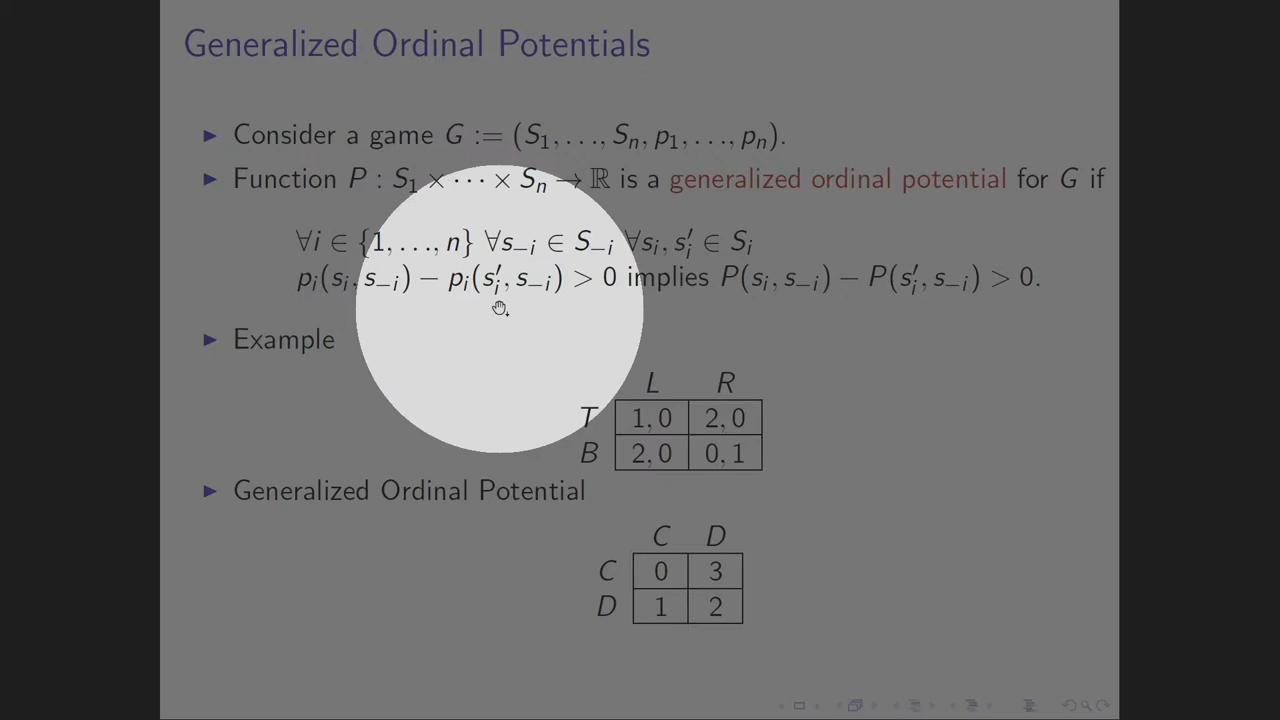 Generalized Ordinal Potentials
▶ Consider a game G := (S₁, . . . , Sₙ, p₁, . . . , pₙ).
▶ Function P : S₁ × · · · × Sₙ → ℝ is a generalized ordinal potential for G if
∀i ∈ {1, . . . , n} ∀s₋ᵢ ∈ S₋ᵢ ∀sᵢ, s′ᵢ ∈ Sᵢ
pᵢ(sᵢ, s₋ᵢ) − pᵢ(s′ᵢ, s₋ᵢ) > 0 implies P(sᵢ, s₋ᵢ) − P(s′ᵢ, s₋ᵢ) > 0.
▶ Example
L R
T 1, 0 2, 0
B 2, 0 0, 1
▶ Generalized Ordinal Potential
C D
C 0 3
D 1 2